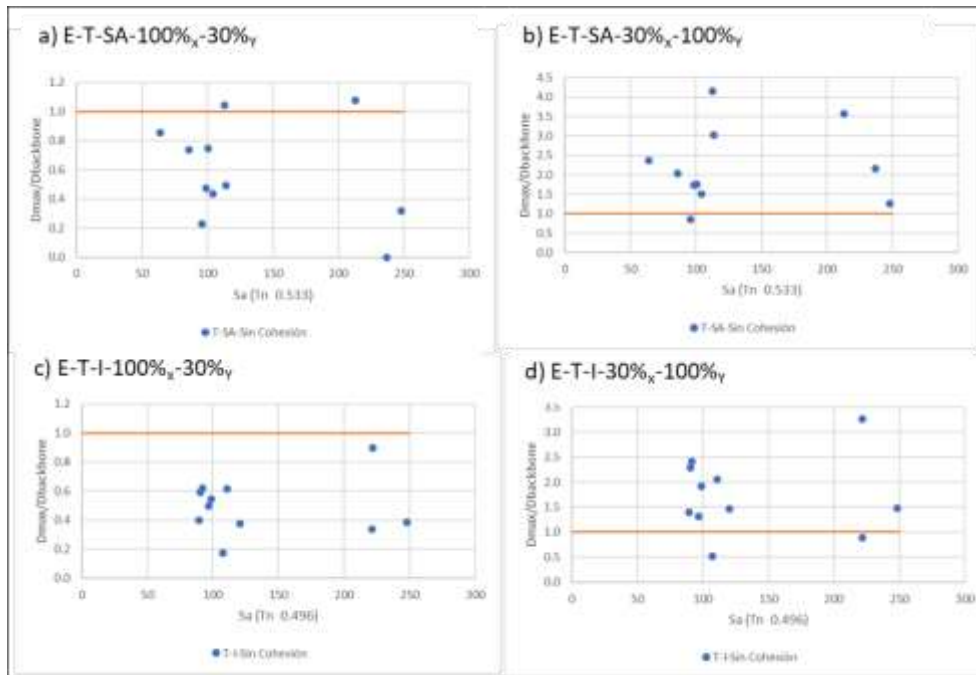 a) E-T-SA-100%X-30%Y
Dmax/Dbackbone
1.2
1.0
0.8
0.6
0.4
0.2
0.0
0 50 100 150 200 250 300
Sa (Tn 0.533)
T-SA-Sin Cohesión
b) E-T-SA-30%X-100%Y
Dmax/Dbackbone
4.5
4.0
3.5
3.0
2.5
2.0
1.5
1.0
0.5
0.0
0 50 100 150 200 250 300
Sa (Tn 0.533)
T-SA-Sin Cohesión
c) E-T-I-100%X-30%Y
Dmax/Dbackbone
1.2
1.0
0.8
0.6
0.4
0.2
0.0
0 50 100 150 200 250 300
Sa (Tn 0.496)
T-I-Sin Cohesión
d) E-T-I-30%X-100%Y
Dmax/Dbackbone
3.5
3.0
2.5
2.0
1.5
1.0
0.5
0.0
0 50 100 150 200 250 300
Sa (Tn 0.496)
T-I-Sin Cohesión